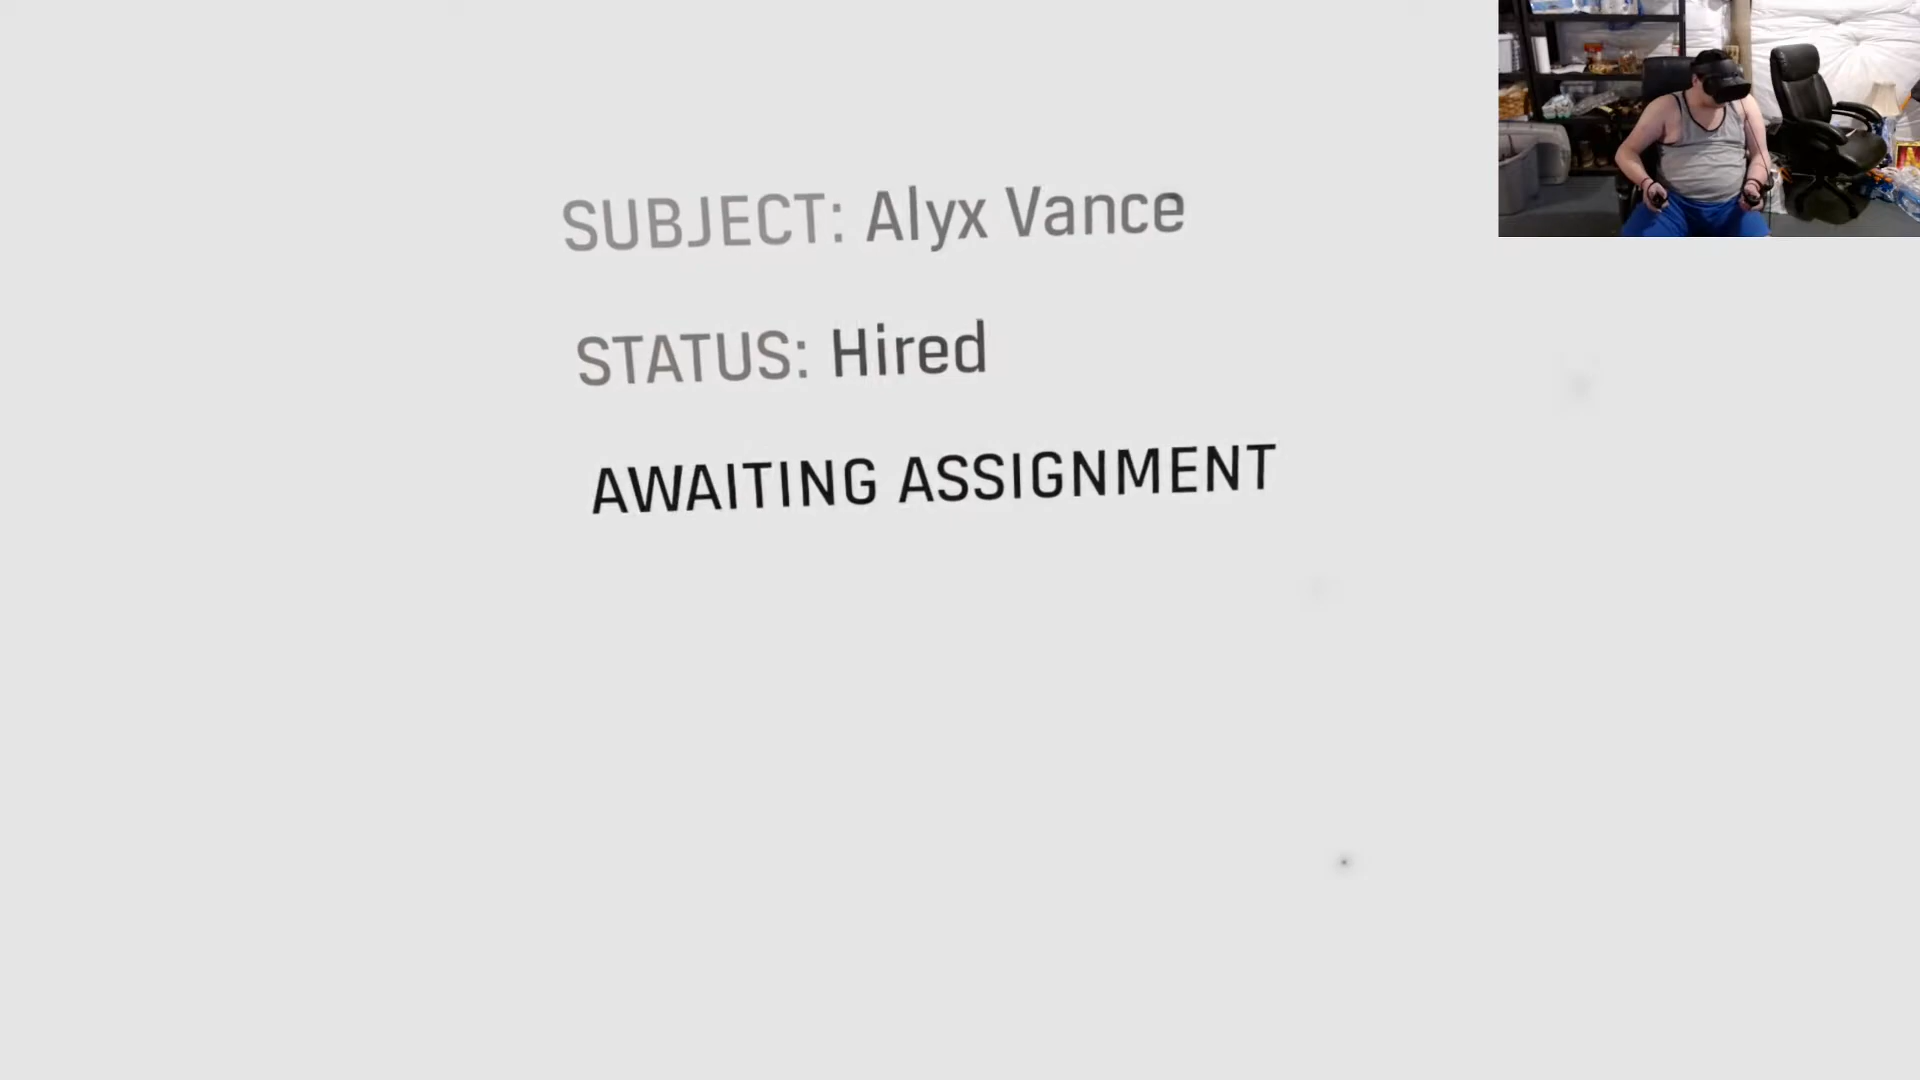 SUBJECT: Alyx Vance
STATUS: Hired
AWAITING ASSIGNMENT